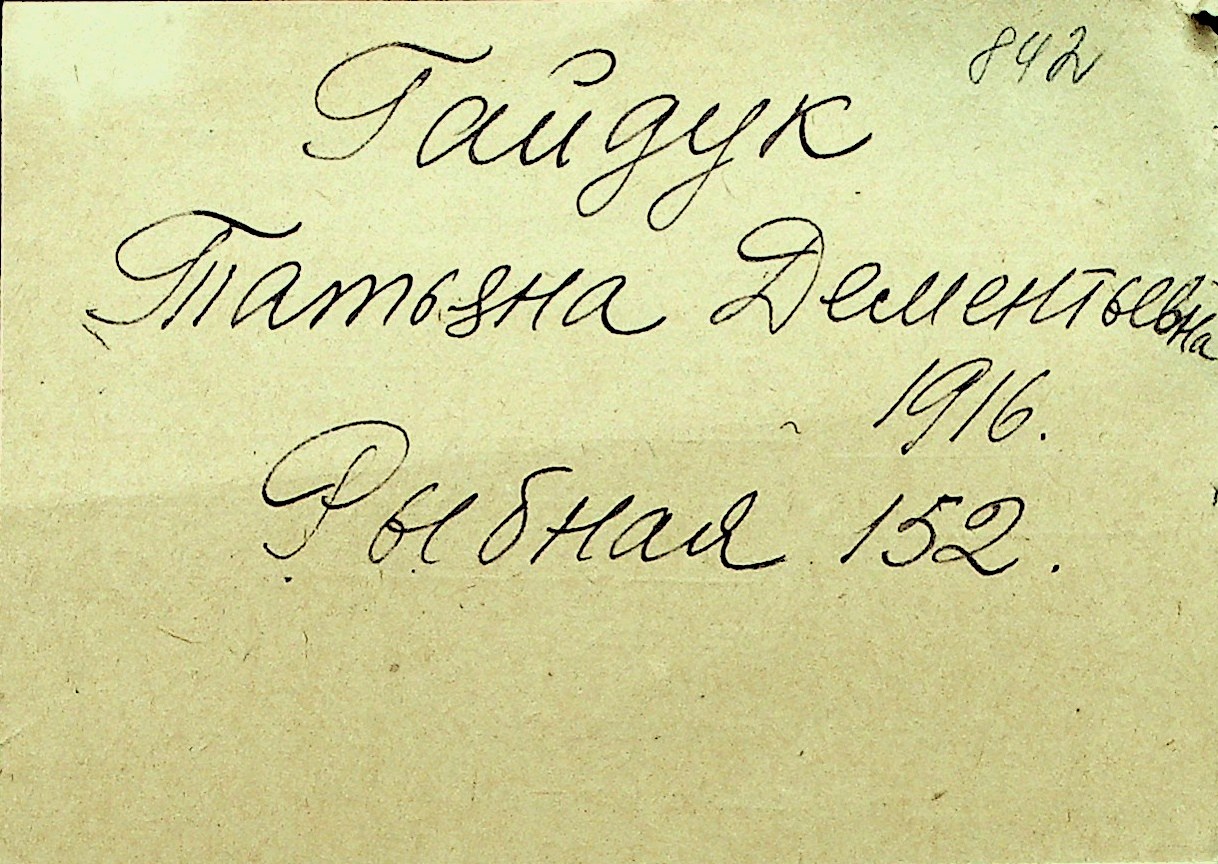 842
Гайдук
Татьяна Дементьевна
1916.
Рыбная 152.